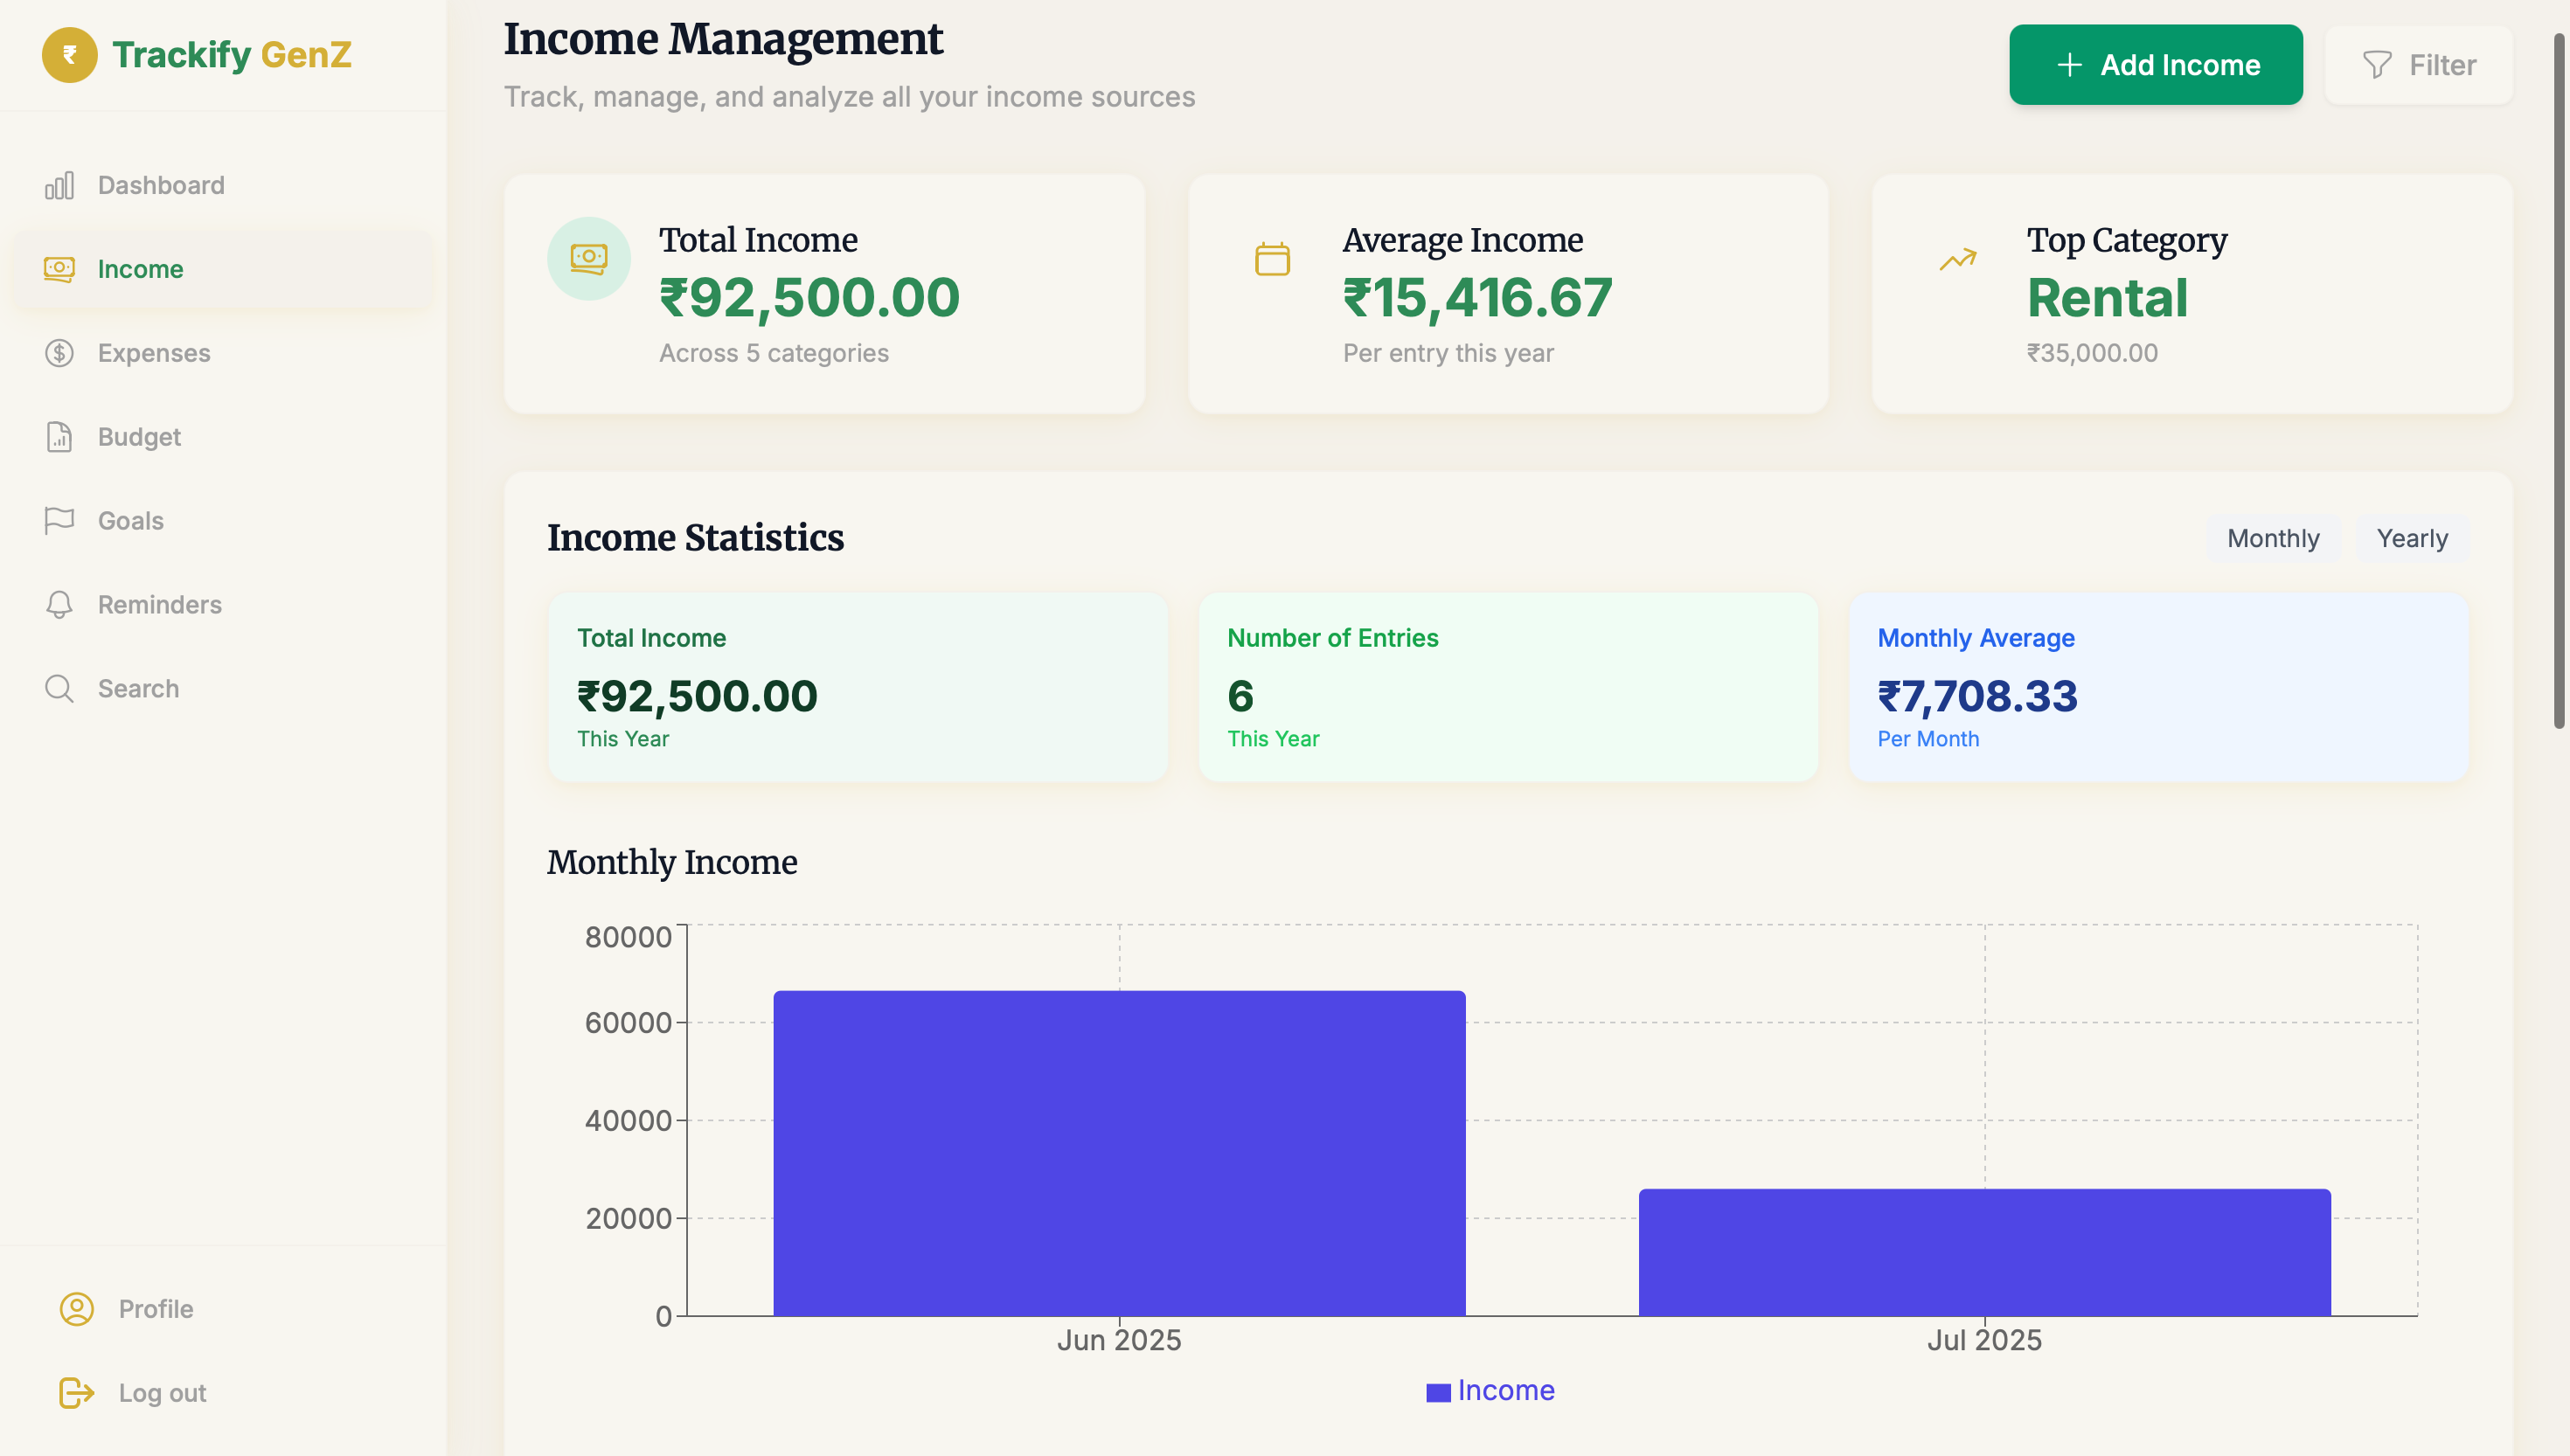 ₹ Trackify GenZ
Dashboard
Income
Expenses
Budget
Goals
Reminders
Search
Profile
Log out
Income Management
Track, manage, and analyze all your income sources
+ Add Income
Filter
Total Income
₹92,500.00
Across 5 categories
Average Income
₹15,416.67
Per entry this year
Top Category
Rental
₹35,000.00
Income Statistics
Monthly
Yearly
Total Income
₹92,500.00
This Year
Number of Entries
6
This Year
Monthly Average
₹7,708.33
Per Month
Monthly Income
80000
60000
40000
20000
0
Jun 2025
Jul 2025
Income